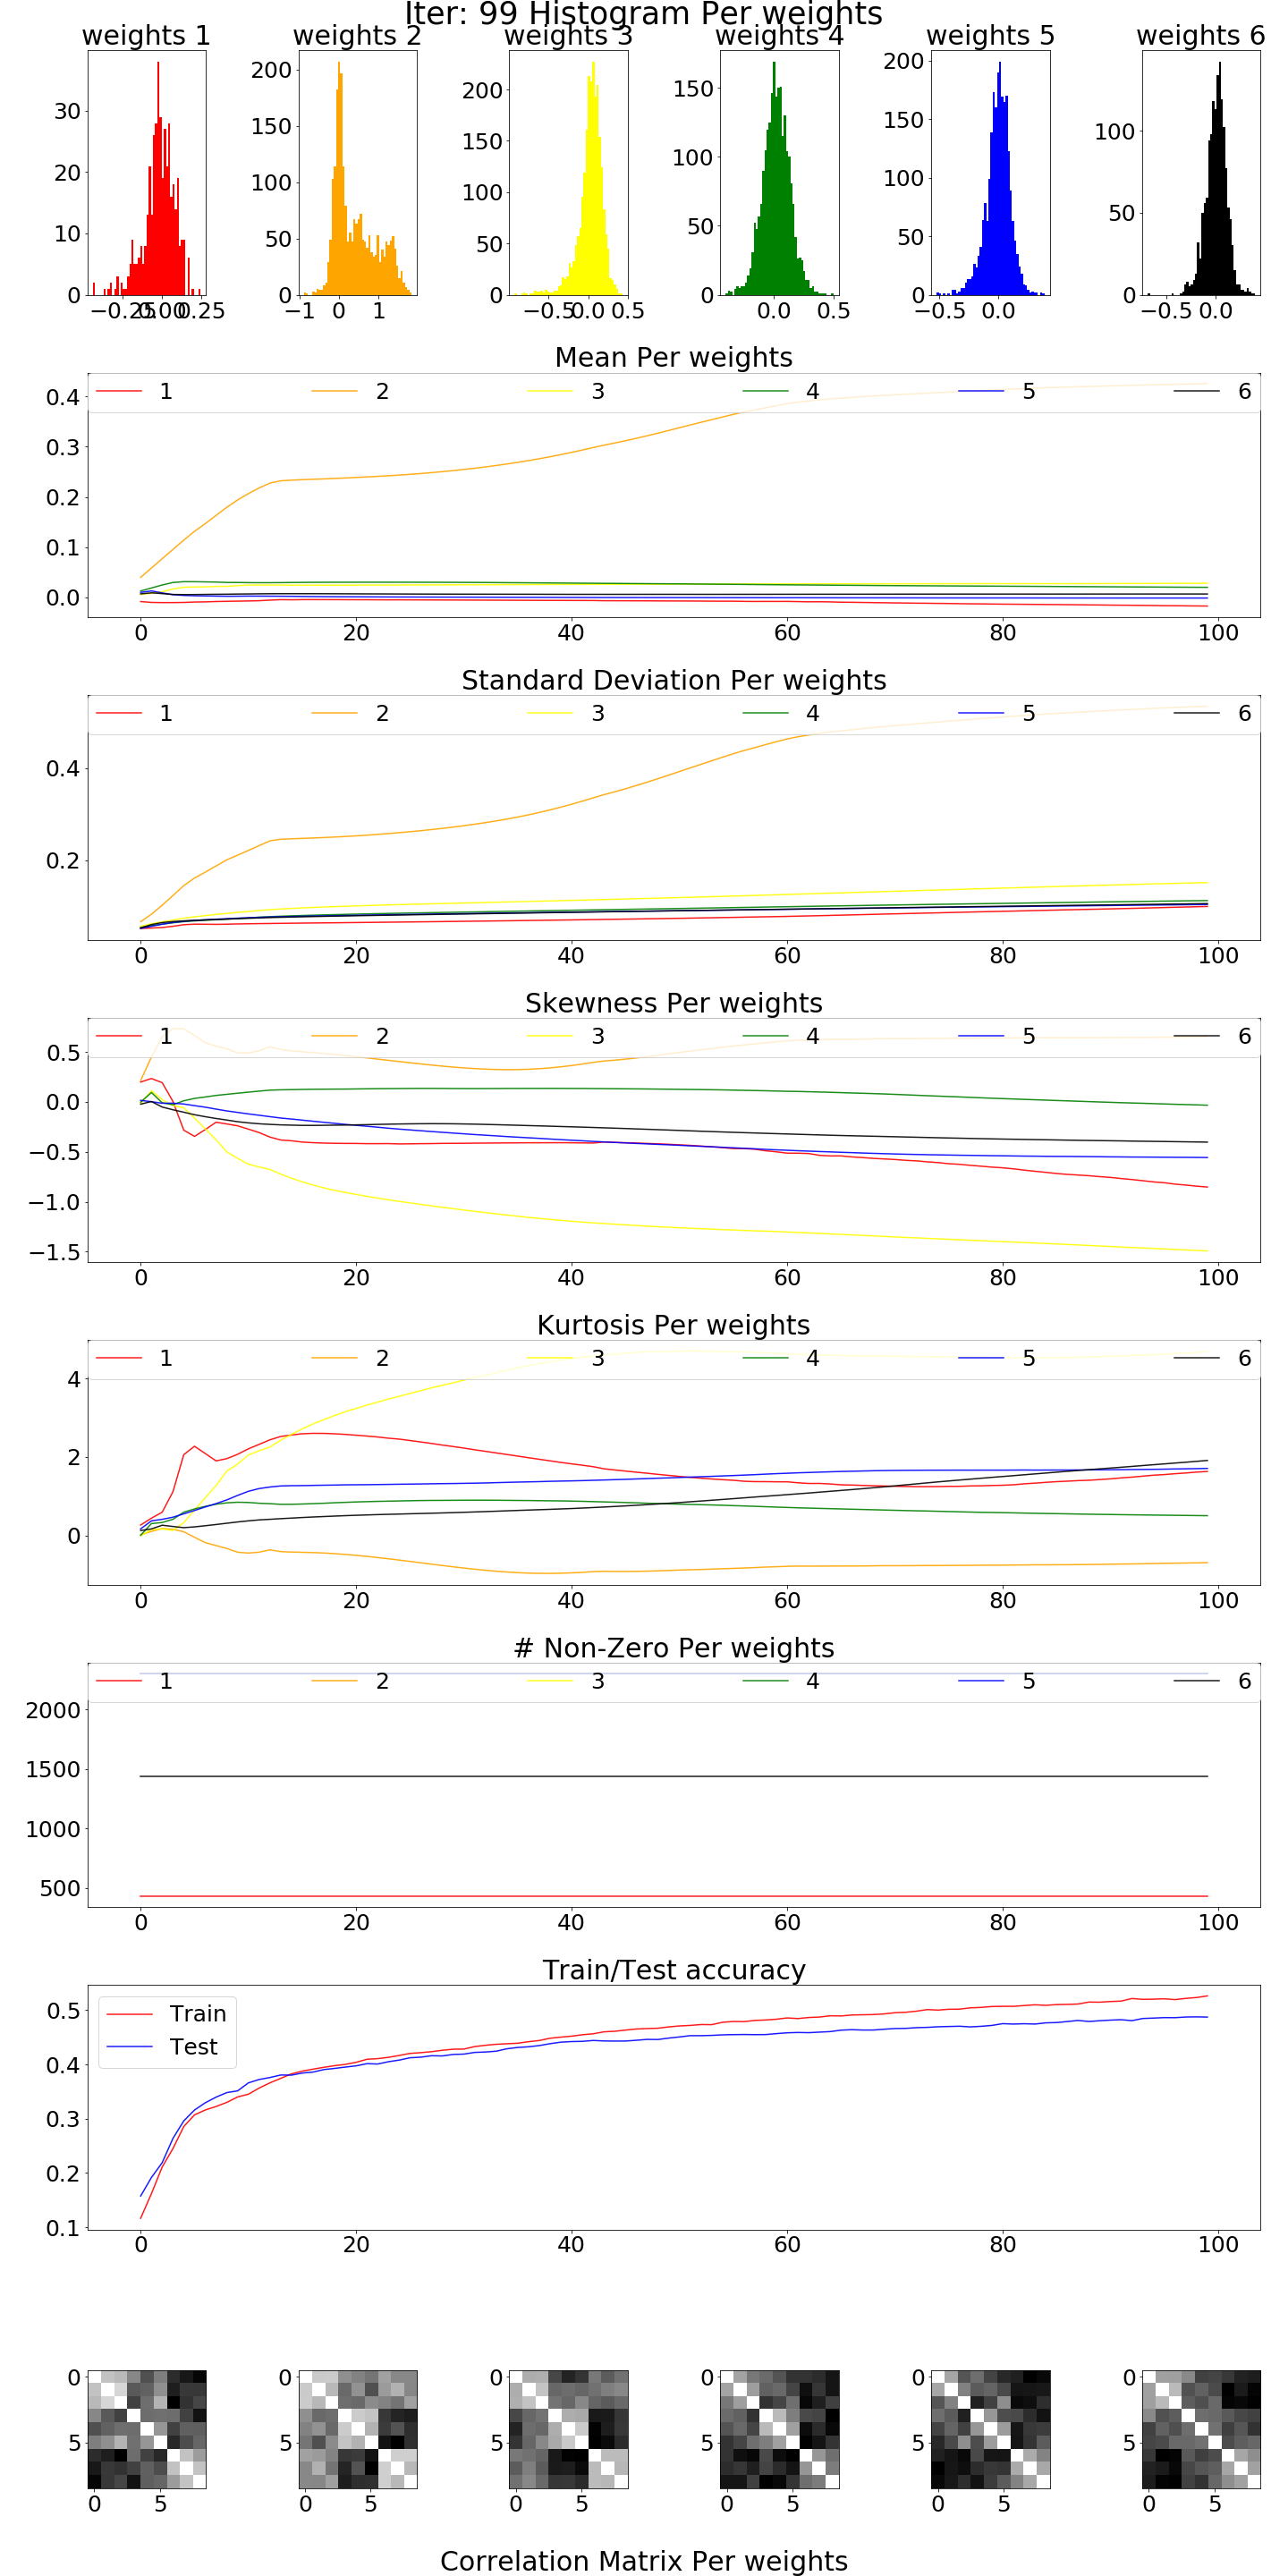 Iter: 99 Histogram Per weights
weights 1 weights 2 weights 3 weights 4 weights 5 weights 6
30
20
10
0
−0.25 0.00 0.25
200
150
100
50
0
−1 0 1
200
150
100
50
0
−0.5 0.0 0.5
150
100
50
0
0.0 0.5
200
150
100
50
0
−0.5 0.0
100
50
0
−0.5 0.0
Mean Per weights
1 2 3 4 5 6
0.4
0.3
0.2
0.1
0.0
0 20 40 60 80 100
Standard Deviation Per weights
1 2 3 4 5 6
0.4
0.2
0 20 40 60 80 100
Skewness Per weights
1 2 3 4 5 6
0.5
0.0
−0.5
−1.0
−1.5
0 20 40 60 80 100
Kurtosis Per weights
1 2 3 4 5 6
4
2
0
0 20 40 60 80 100
# Non-Zero Per weights
1 2 3 4 5 6
2000
1500
1000
500
0 20 40 60 80 100
Train/Test accuracy
Train
Test
0.5
0.4
0.3
0.2
0.1
0 20 40 60 80 100
0 0 0 0 0 0
5 5 5 5 5 5
0 5 0 5 0 5 0 5 0 5 0 5
Correlation Matrix Per weights